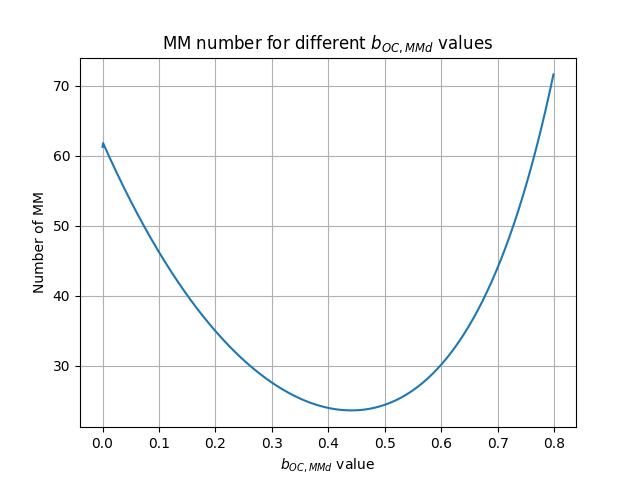 MM number for different b_{OC, MMd} values
70
60
50
40
30
Number of MM
0.0 0.1 0.2 0.3 0.4 0.5 0.6 0.7 0.8
b_{OC, MMd} value